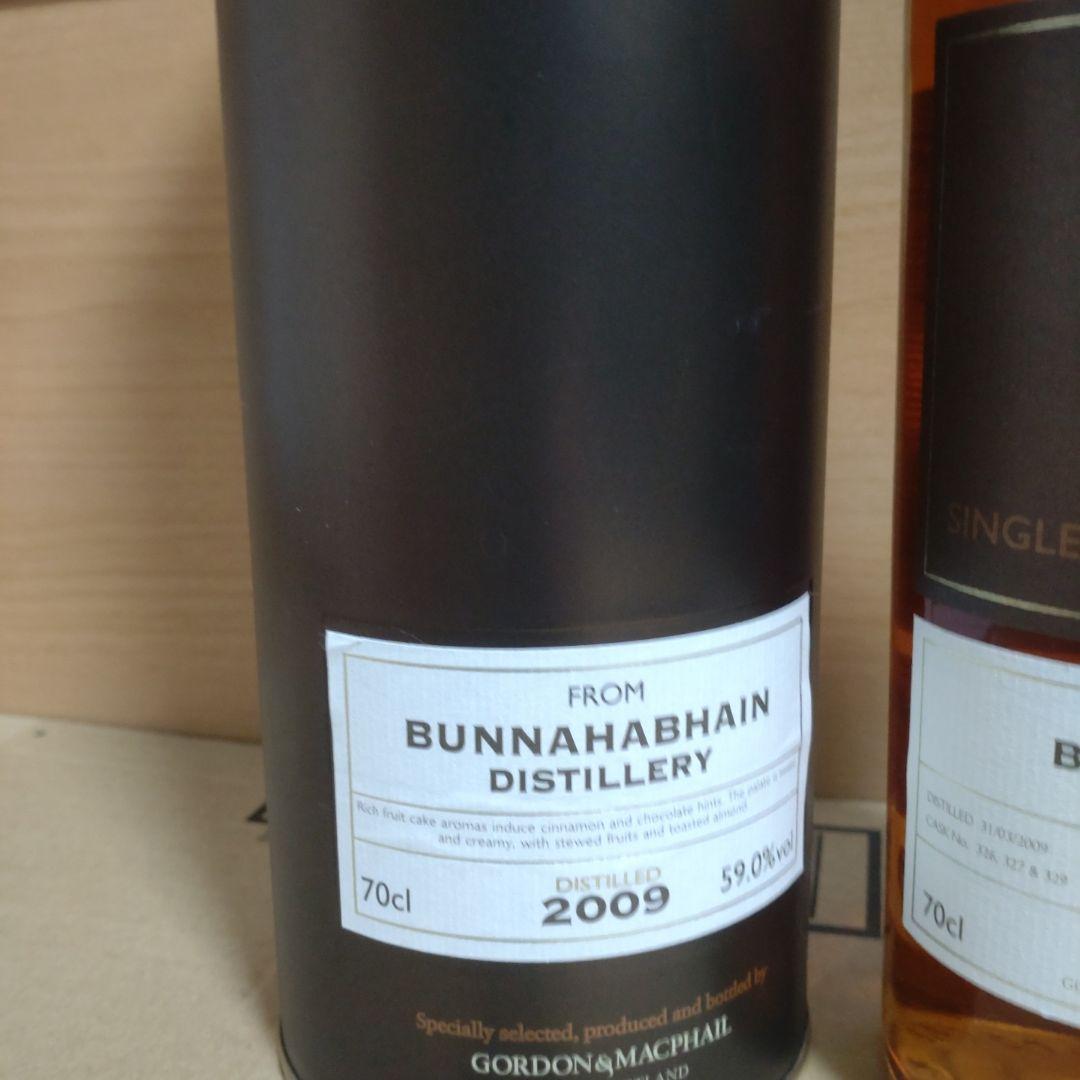 FROM
BUNNAHABHAIN
DISTILLERY
Rich fruit cake aromas induce cinnamon and chocolate hints. The palate is sweet
and creamy, with stewed fruits and toasted almond.
70cl
DISTILLED
2009
59.0%vol
Specially selected, produced and bottled by
GORDON&MACPHAIL
SINGLE
B
DISTILLED 31/03/2009
CASK No. 326, 327 & 329
70cl